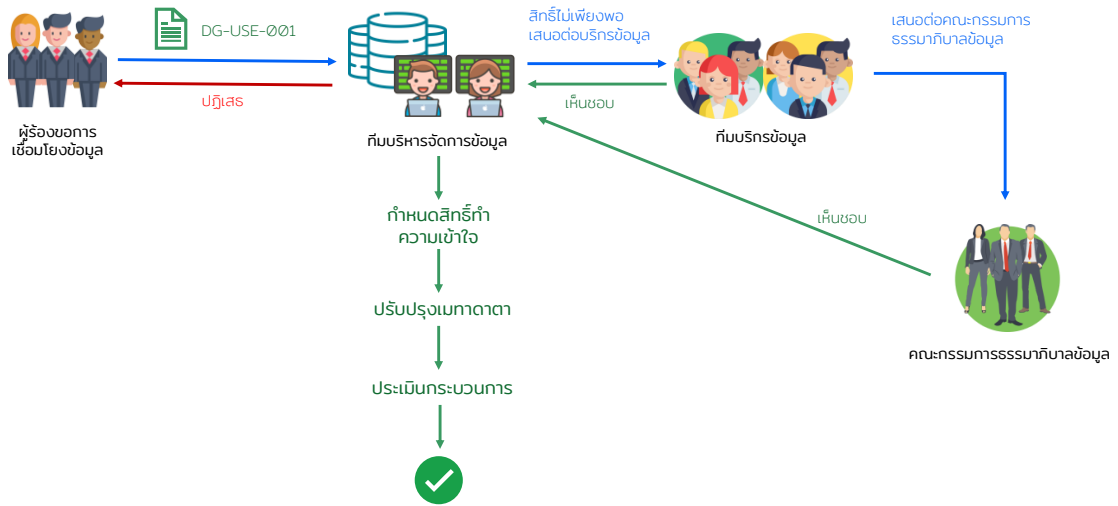 DG-USE-001
ปฏิเสธ
ผู้ร้องขอการ
เชื่อมโยงข้อมูล
ทีมบริหารจัดการข้อมูล
สิทธิ์ไม่เพียงพอ
เสนอต่อบริกรข้อมูล
เห็นชอบ
ทีมบริกรข้อมูล
เสนอต่อคณะกรรมการ
ธรรมาภิบาลข้อมูล
เห็นชอบ
คณะกรรมการธรรมาภิบาลข้อมูล
กำหนดสิทธิ์ทำ
ความเข้าใจ
ปรับปรุงเมทาดาตา
ประเมินกระบวนการ